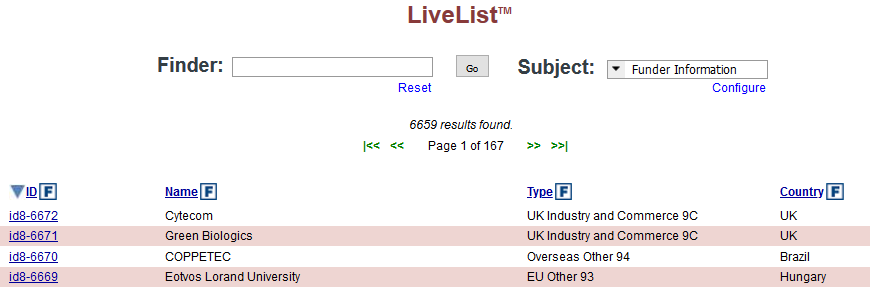 LiveList™
Finder: Go Subject: Funder Information
Reset Configure
6659 results found.
|<< << Page 1 of 167 >> >>|
ID F Name F Type F Country F
id8-6672 Cytecom UK Industry and Commerce 9C UK
id8-6671 Green Biologics UK Industry and Commerce 9C UK
id8-6670 COPPETEC Overseas Other 94 Brazil
id8-6669 Eotvos Lorand University EU Other 93 Hungary